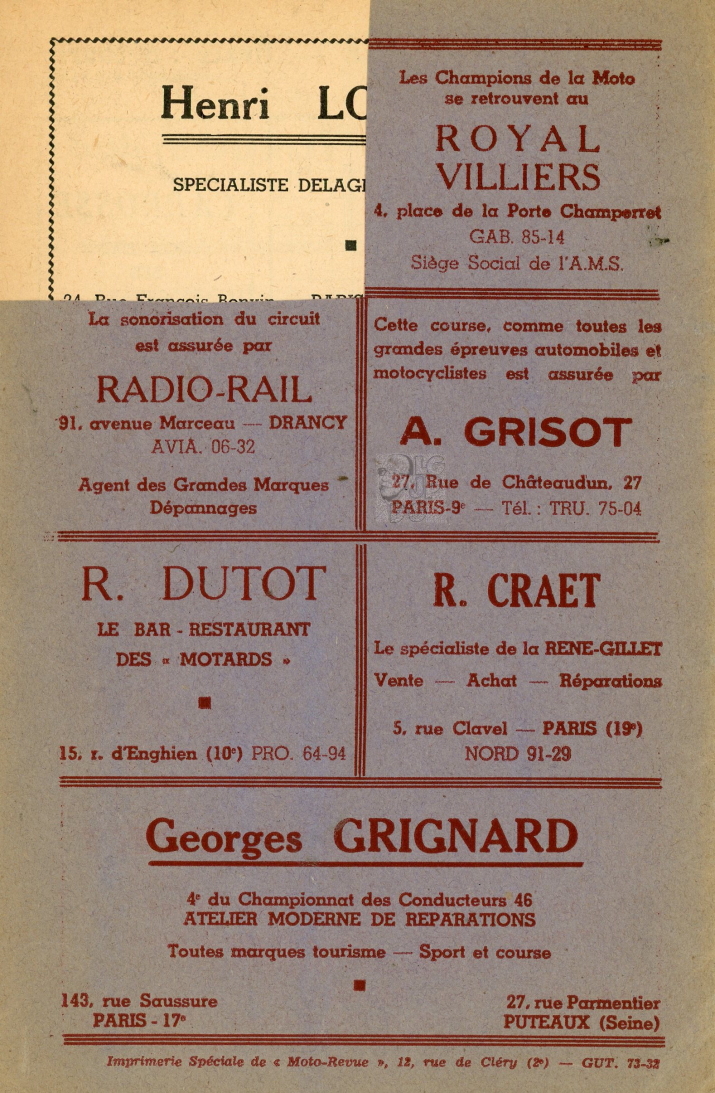 Henri
SPECIALISTE
Les Champions de la Moto
se retrouvent au
ROYAL
VILLIERS
4, place de la Porte Champerret
GAB. 85-14
Siège Social de l'A.M.S.
La sonorisation du circuit
est assurée par
RADIO-RAIL
91, avenue Marceau — DRANCY
AVIA. 06-32
Agent des Grandes Marques
Dépannages
Cette course, comme toutes les
grandes épreuves automobiles et
motocyclistes est assurée par
A. GRISOT
27, Rue de Châteaudun, 27
PARIS-9e — Tél. : TRU. 75-04
R. DUTOT
LE BAR - RESTAURANT
DES « MOTARDS »
15, r. d'Enghien (10e) PRO. 64-94
R. CRAET
Le spécialiste de la RENE-GILLET
Vente — Achat — Réparations
5, rue Clavel — PARIS (19e)
NORD 91-29
Georges GRIGNARD
4e du Championnat des Conducteurs 46
ATELIER MODERNE DE REPARATIONS
Toutes marques tourisme — Sport et course
143, rue Saussure
PARIS - 17e
27, rue Parmentier
PUTEAUX (Seine)
Imprimerie Spéciale de « Moto-Revue », 12, rue de Cléry (2e) — GUT. 73-32